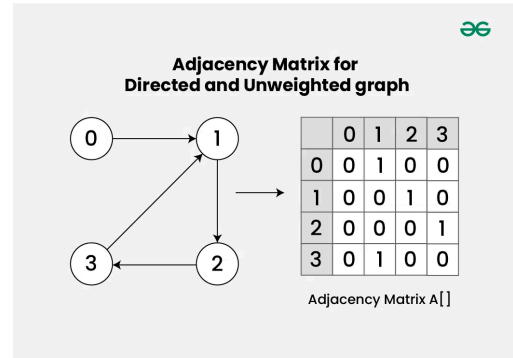 Adjacency Matrix for
Directed and Unweighted graph
0
1
3
2
0 1 2 3
0 0 1 0 0
1 0 0 1 0
2 0 0 0 1
3 0 1 0 0
Adjacency Matrix A[]